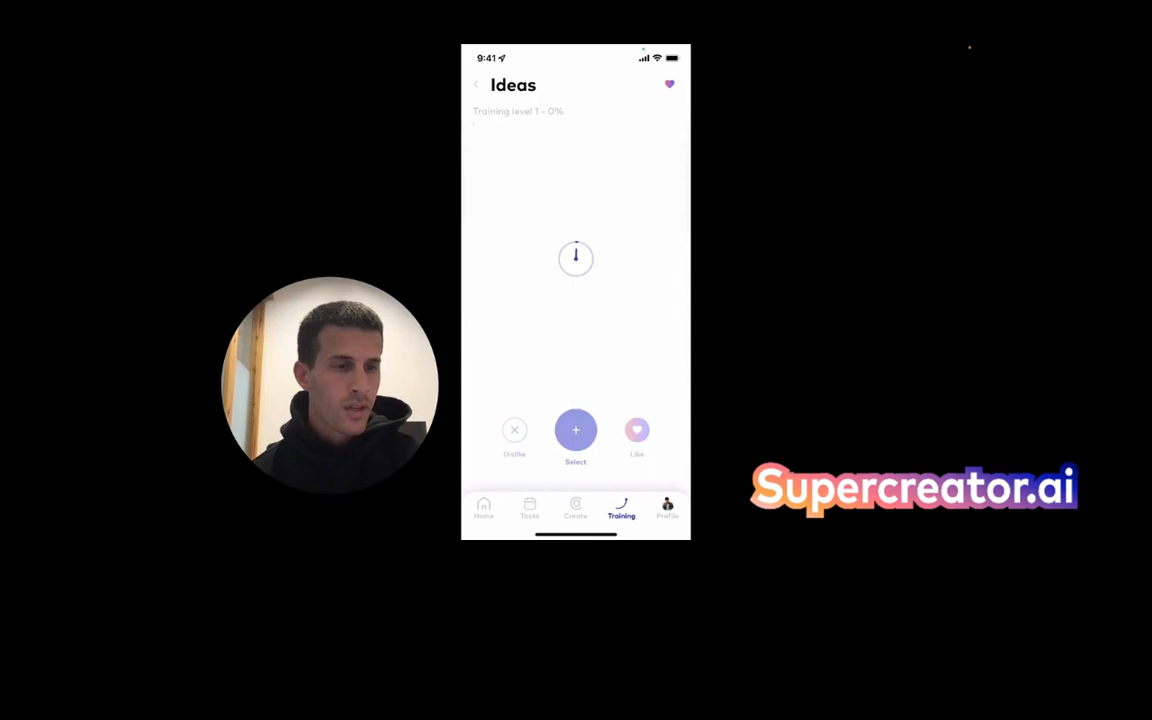 9:41
Ideas
Training level 1 - 0%
Dislike
Select
Like
Home
Tasks
Create
Training
Profile
Supercreator.ai